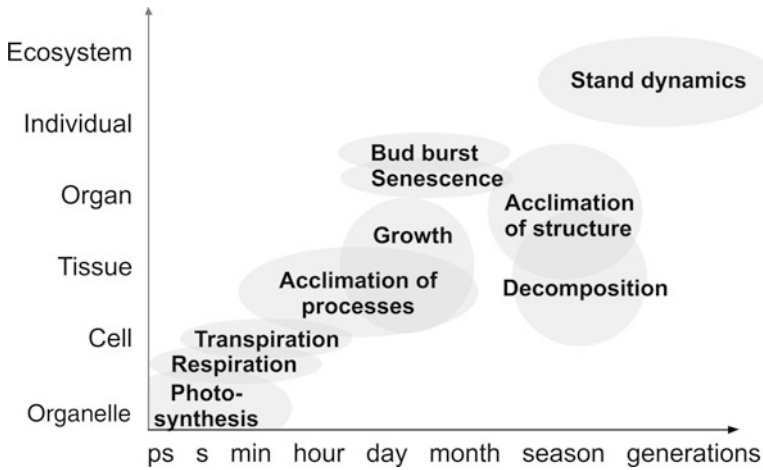 Ecosystem
Individual
Organ
Tissue
Cell
Organelle
Stand dynamics
Bud burst
Senescence
Acclimation
of structure
Growth
Decomposition
Acclimation of
processes
Transpiration
Respiration
Photo-
synthesis
ps s min hour day month season generations